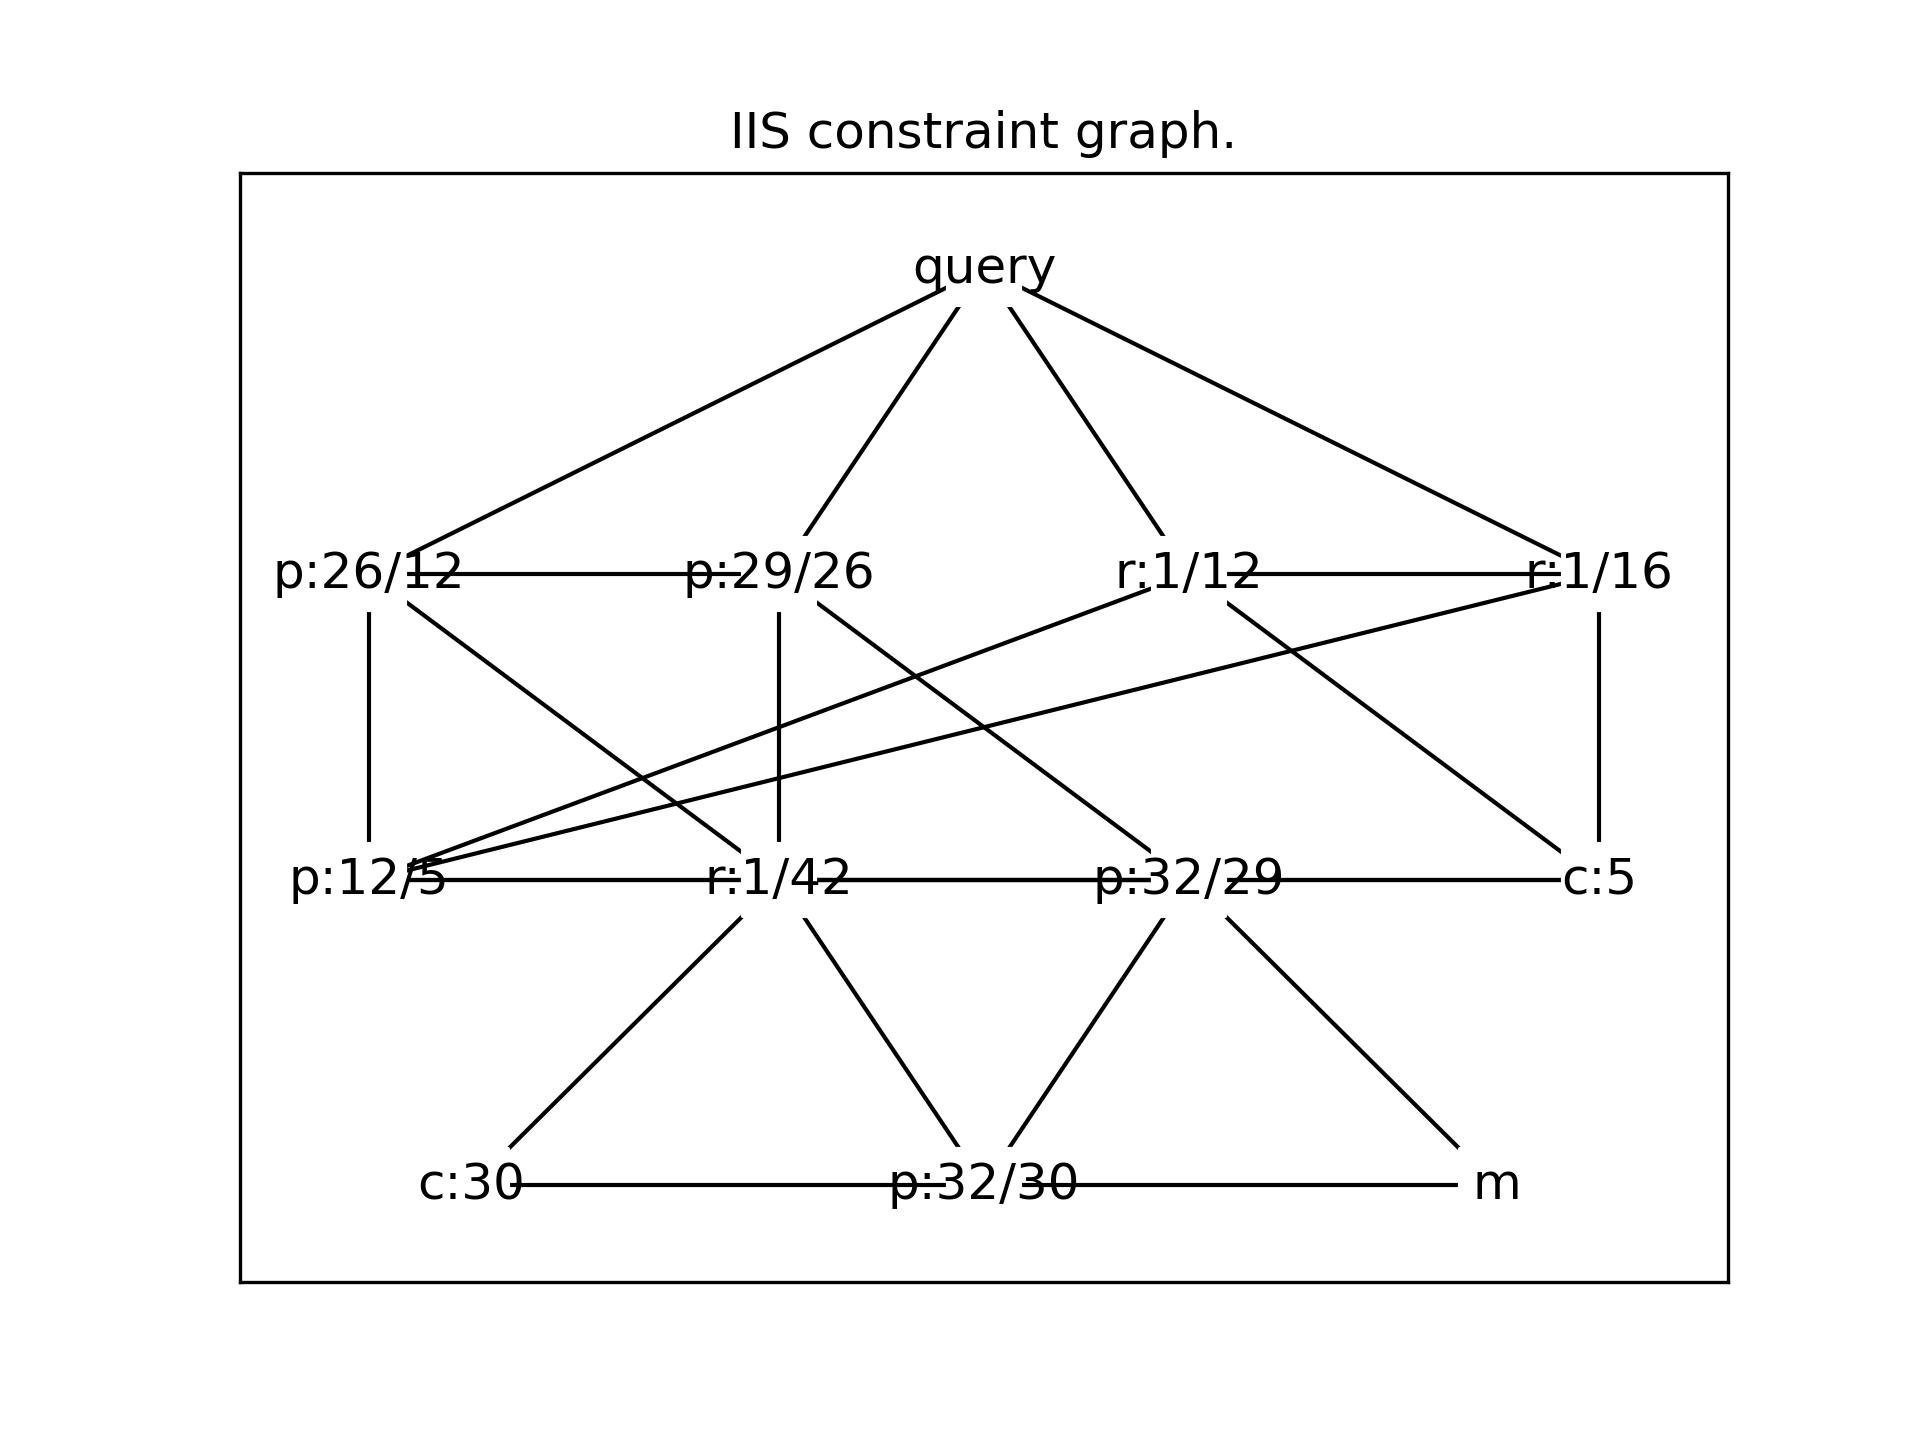 IIS constraint graph.
query
p:26/12 p:29/26 r:1/12 r:1/16
p:12/5 r:1/42 p:32/29 c:5
c:30 p:32/30 m